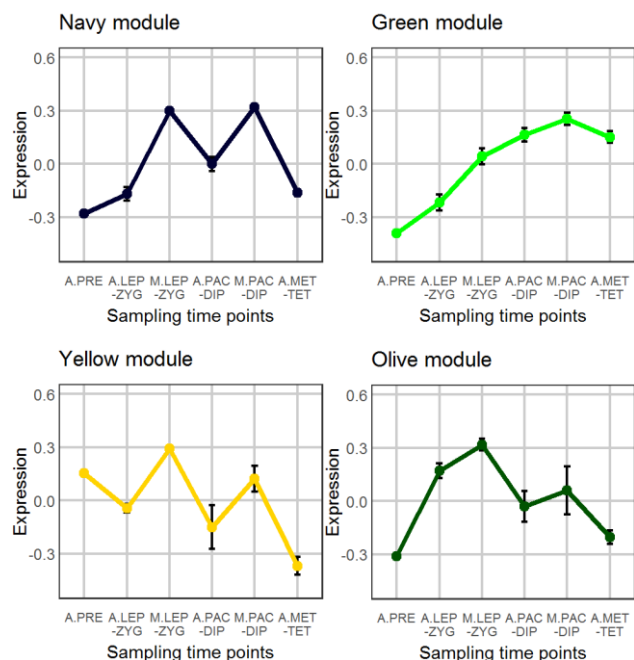 Navy module
Green module
Expression
0.6
0.3
0.0
-0.3
A.PRE A.LEP M.LEP A.PAC M.PAC A.MET
-ZYG -ZYG -DIP -DIP -TET
Sampling time points
Expression
0.6
0.3
0.0
-0.3
A.PRE A.LEP M.LEP A.PAC M.PAC A.MET
-ZYG -ZYG -DIP -DIP -TET
Sampling time points
Yellow module
Olive module
Expression
0.6
0.3
0.0
-0.3
A.PRE A.LEP M.LEP A.PAC M.PAC A.MET
-ZYG -ZYG -DIP -DIP -TET
Sampling time points
Expression
0.6
0.3
0.0
-0.3
A.PRE A.LEP M.LEP A.PAC M.PAC A.MET
-ZYG -ZYG -DIP -DIP -TET
Sampling time points